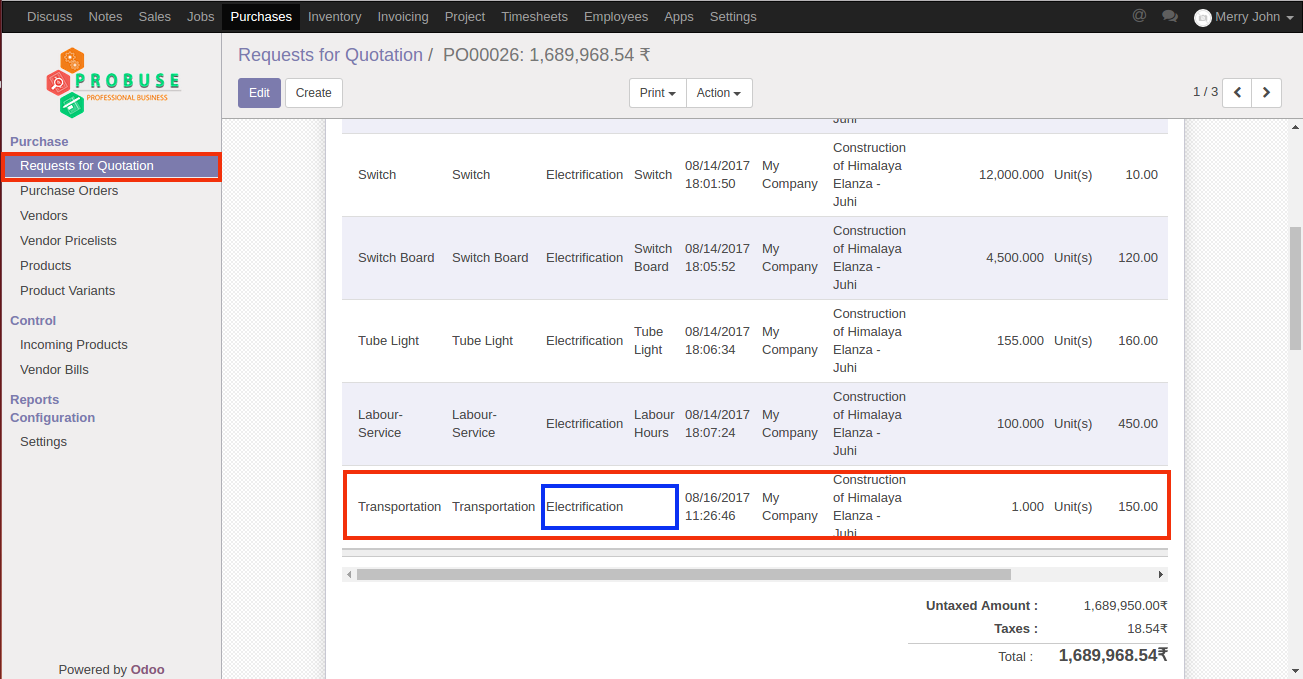 Discuss Notes Sales Jobs Purchases Inventory Invoicing Project Timesheets Employees Apps Settings @ Merry John
PROBUSE
PROFESSIONAL BUSINESS
Requests for Quotation / PO00026: 1,689,968.54 ₹
Edit Create Print Action 1 / 3
Purchase
Requests for Quotation
Purchase Orders
Vendors
Vendor Pricelists
Products
Product Variants
Control
Incoming Products
Vendor Bills
Reports
Configuration
Settings
Powered by Odoo
Juhi
Construction
of Himalaya
Elanza -
Juhi
Switch Switch Electrification Switch 08/14/2017 My 12,000.000 Unit(s) 10.00
18:01:50 Company
Construction
of Himalaya
Elanza -
Juhi
Switch Board Switch Board Electrification Switch 08/14/2017 My 4,500.000 Unit(s) 120.00
Board 18:05:52 Company
Construction
of Himalaya
Elanza -
Juhi
Tube Light Tube Light Electrification Tube 08/14/2017 My 155.000 Unit(s) 160.00
Light 18:06:34 Company
Construction
of Himalaya
Elanza -
Juhi
Labour- Labour- Electrification Labour 08/14/2017 My 100.000 Unit(s) 450.00
Service Service Hours 18:07:24 Company
Construction
of Himalaya
Elanza -
Juhi
Transportation Transportation Electrification 08/16/2017 My 1.000 Unit(s) 150.00
11:26:46 Company
Untaxed Amount : 1,689,950.00₹
Taxes : 18.54₹
Total : 1,689,968.54₹